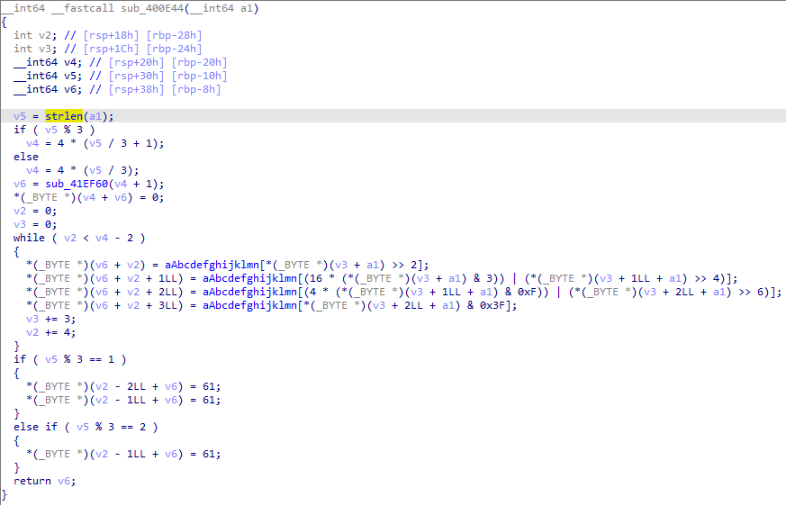 __int64 __fastcall sub_400E44(__int64 a1)
{
int v2; // [rsp+18h] [rbp-28h]
int v3; // [rsp+1Ch] [rbp-24h]
__int64 v4; // [rsp+20h] [rbp-20h]
__int64 v5; // [rsp+30h] [rbp-10h]
__int64 v6; // [rsp+38h] [rbp-8h]
v5 = strlen(a1);
if ( v5 % 3 )
v4 = 4 * (v5 / 3 + 1);
else
v4 = 4 * (v5 / 3);
v6 = sub_41EF60(v4 + 1);
*(_BYTE *)(v4 + v6) = 0;
v2 = 0;
v3 = 0;
while ( v2 < v4 - 2 )
{
*(_BYTE *)(v6 + v2) = aAbcdefghijklmn[*(_BYTE *)(v3 + a1) >> 2];
*(_BYTE *)(v6 + v2 + 1LL) = aAbcdefghijklmn[(16 * (*(_BYTE *)(v3 + a1) & 3)) | (*(_BYTE *)(v3 + 1LL + a1) >> 4)];
*(_BYTE *)(v6 + v2 + 2LL) = aAbcdefghijklmn[(4 * (*(_BYTE *)(v3 + 1LL + a1) & 0xF)) | (*(_BYTE *)(v3 + 2LL + a1) >> 6)];
*(_BYTE *)(v6 + v2 + 3LL) = aAbcdefghijklmn[*(_BYTE *)(v3 + 2LL + a1) & 0x3F];
v3 += 3;
v2 += 4;
}
if ( v5 % 3 == 1 )
{
*(_BYTE *)(v2 - 2LL + v6) = 61;
*(_BYTE *)(v2 - 1LL + v6) = 61;
}
else if ( v5 % 3 == 2 )
{
*(_BYTE *)(v2 - 1LL + v6) = 61;
}
return v6;
}